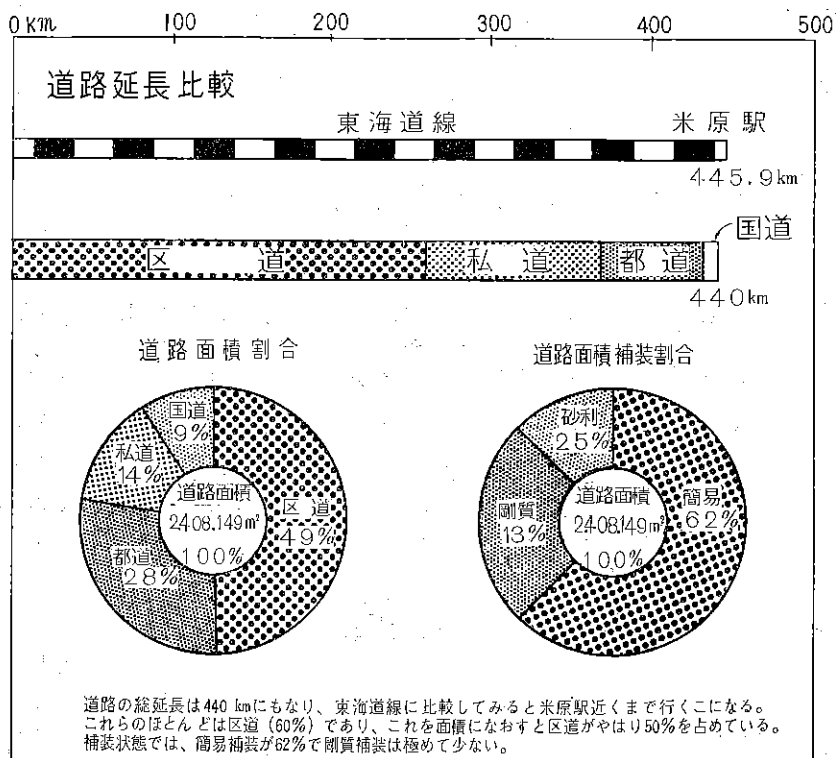 0 KM 100 200 300 400 500
道路延長比較
東海道線 米原駅
445.9km
国道
区道 私道 都道
440km
道路面積割合
国道
9%
私道
14%
都道
28%
区道
49%
道路面積
2.408.149m²
100%
道路面積補装割合
砂利
25%
剛質
13%
簡易
62%
道路面積
2.408.149m²
100%
道路の総延長は440kmにもなり、東海道線に比較してみると米原駅近くまで行くこになる。
これらのほとんどは区道(60%)であり、これを面積になおすと区道がやはり50%を占めている。
補装状態では、簡易補装が62%で剛質補装は極めて少ない。